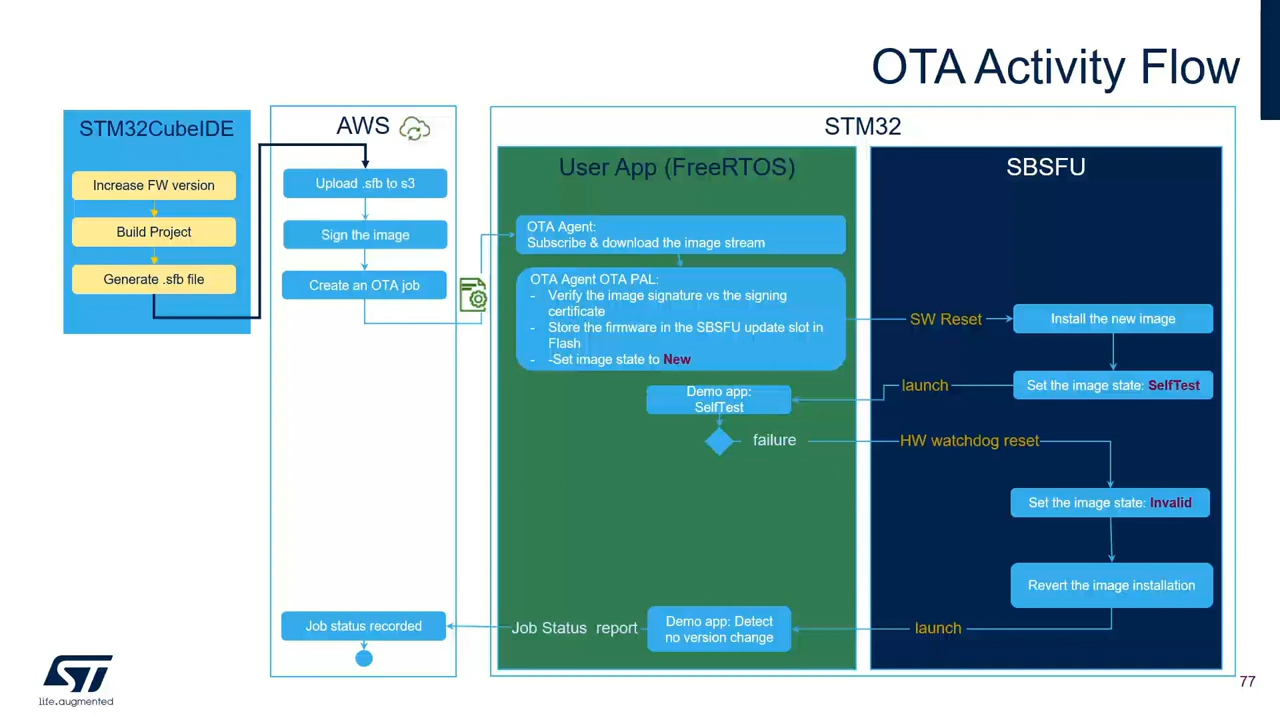 OTA Activity Flow
STM32CubeIDE
Increase FW version
Build Project
Generate .sfb file
AWS
Upload .sfb to s3
Sign the image
Create an OTA job
Job status recorded
STM32
User App (FreeRTOS)
OTA Agent:
Subscribe & download the image stream
OTA Agent OTA PAL:
- Verify the image signature vs the signing
certificate
- Store the firmware in the SBSFU update slot in
Flash
- -Set image state to New
Demo app:
SelfTest
failure
Job Status report
Demo app: Detect
no version change
SBSFU
SW Reset
Install the new image
launch
Set the image state: SelfTest
HW watchdog reset
Set the image state: Invalid
Revert the image installation
launch
ST
life.augmented
77